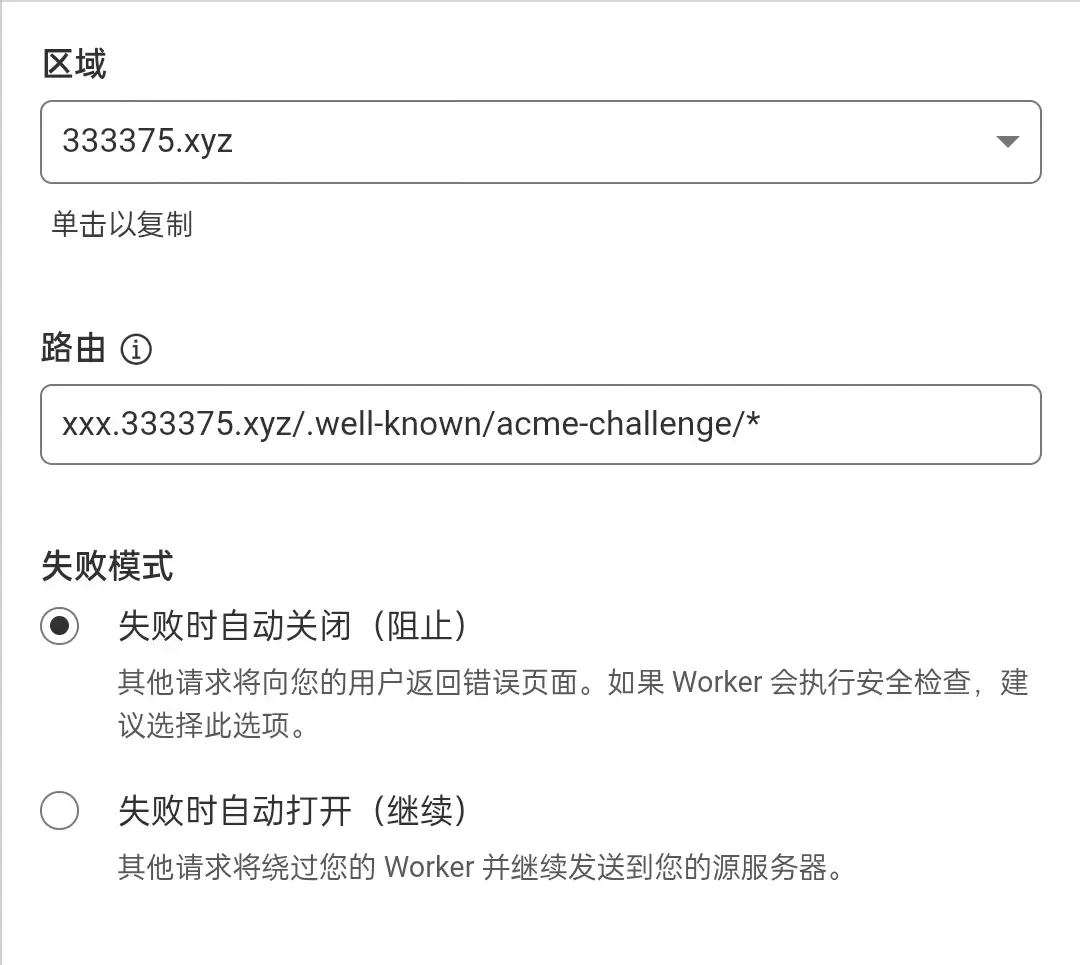 区域
333375.xyz
单击以复制
路由
xxx.333375.xyz/.well-known/acme-challenge/*
失败模式
失败时自动关闭（阻止）
其他请求将向您的用户返回错误页面。如果 Worker 会执行安全检查，建
议选择此选项。
失败时自动打开（继续）
其他请求将绕过您的 Worker 并继续发送到您的源服务器。